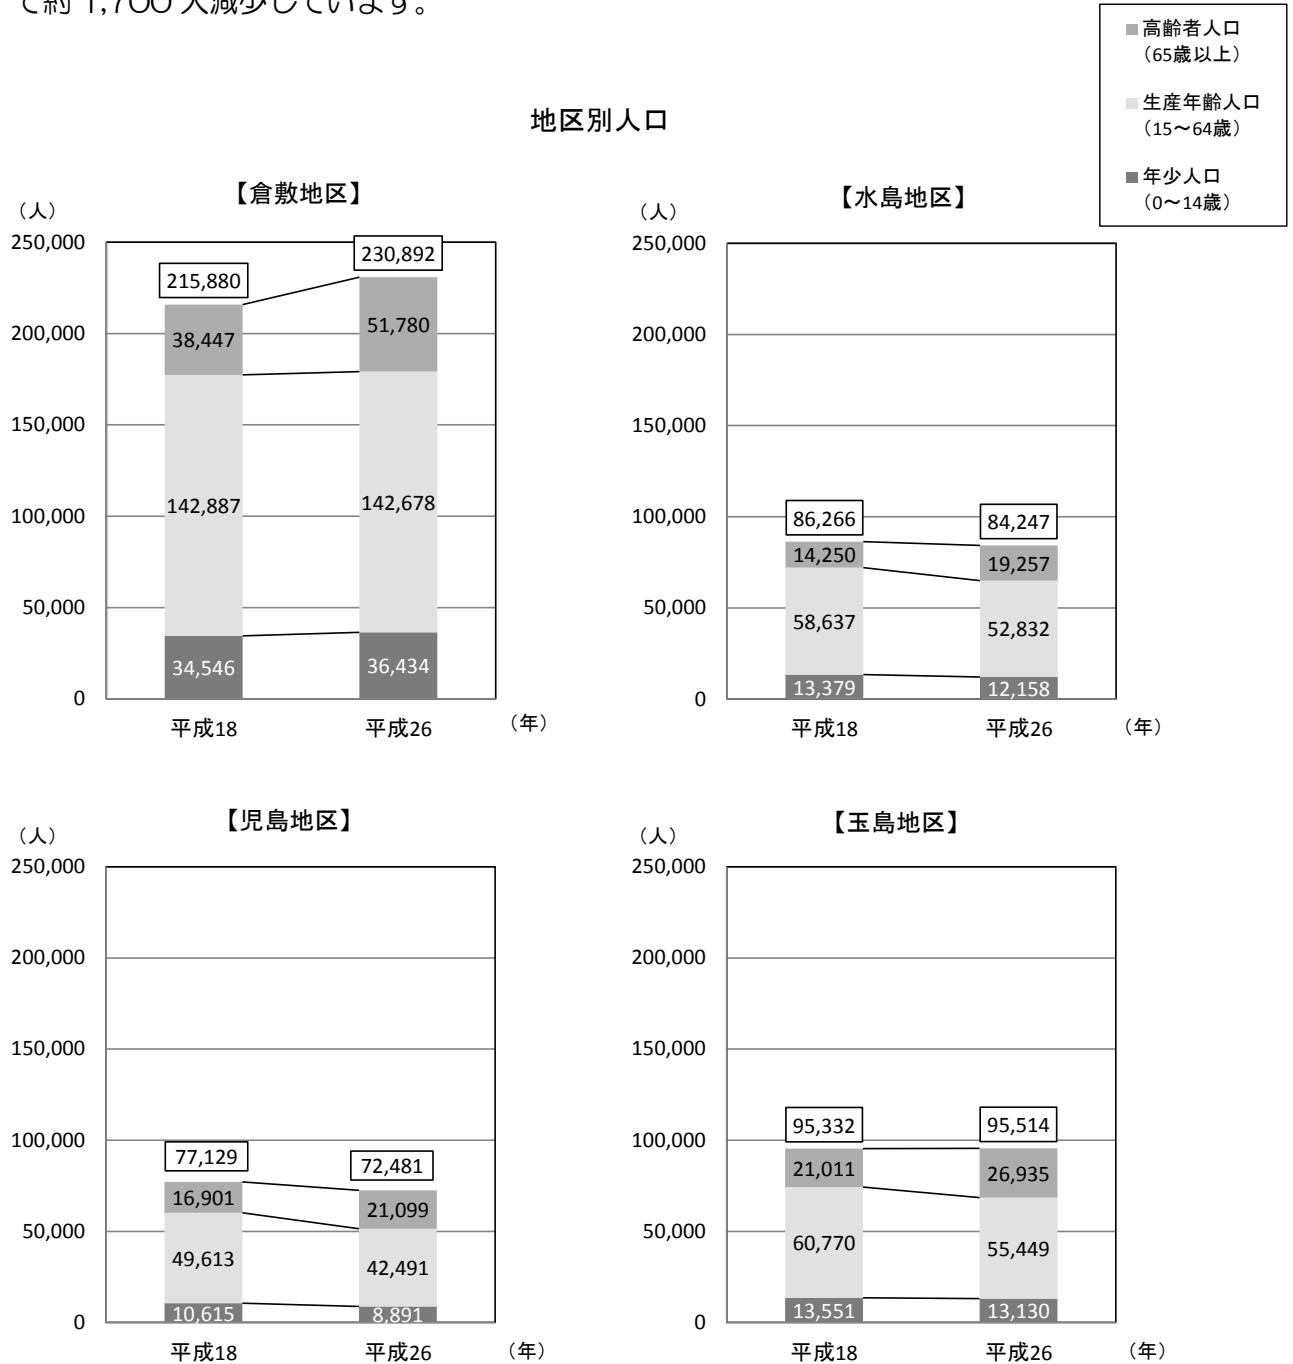 て約 1,700 人減少しています。
高齢者人口
（65歳以上）
生産年齢人口
（15～64歳）
年少人口
（0～14歳）
地区別人口
【倉敷地区】
（人）
250,000
200,000
150,000
100,000
50,000
0
215,880
230,892
38,447
51,780
142,887
142,678
34,546
36,434
平成18
平成26
（年）
【水島地区】
（人）
250,000
200,000
150,000
100,000
50,000
0
86,266
84,247
14,250
19,257
58,637
52,832
13,379
12,158
平成18
平成26
（年）
【児島地区】
（人）
250,000
200,000
150,000
100,000
50,000
0
77,129
72,481
16,901
21,099
49,613
42,491
10,615
8,891
平成18
平成26
（年）
【玉島地区】
（人）
250,000
200,000
150,000
100,000
50,000
0
95,332
95,514
21,011
26,935
60,770
55,449
13,551
13,130
平成18
平成26
（年）